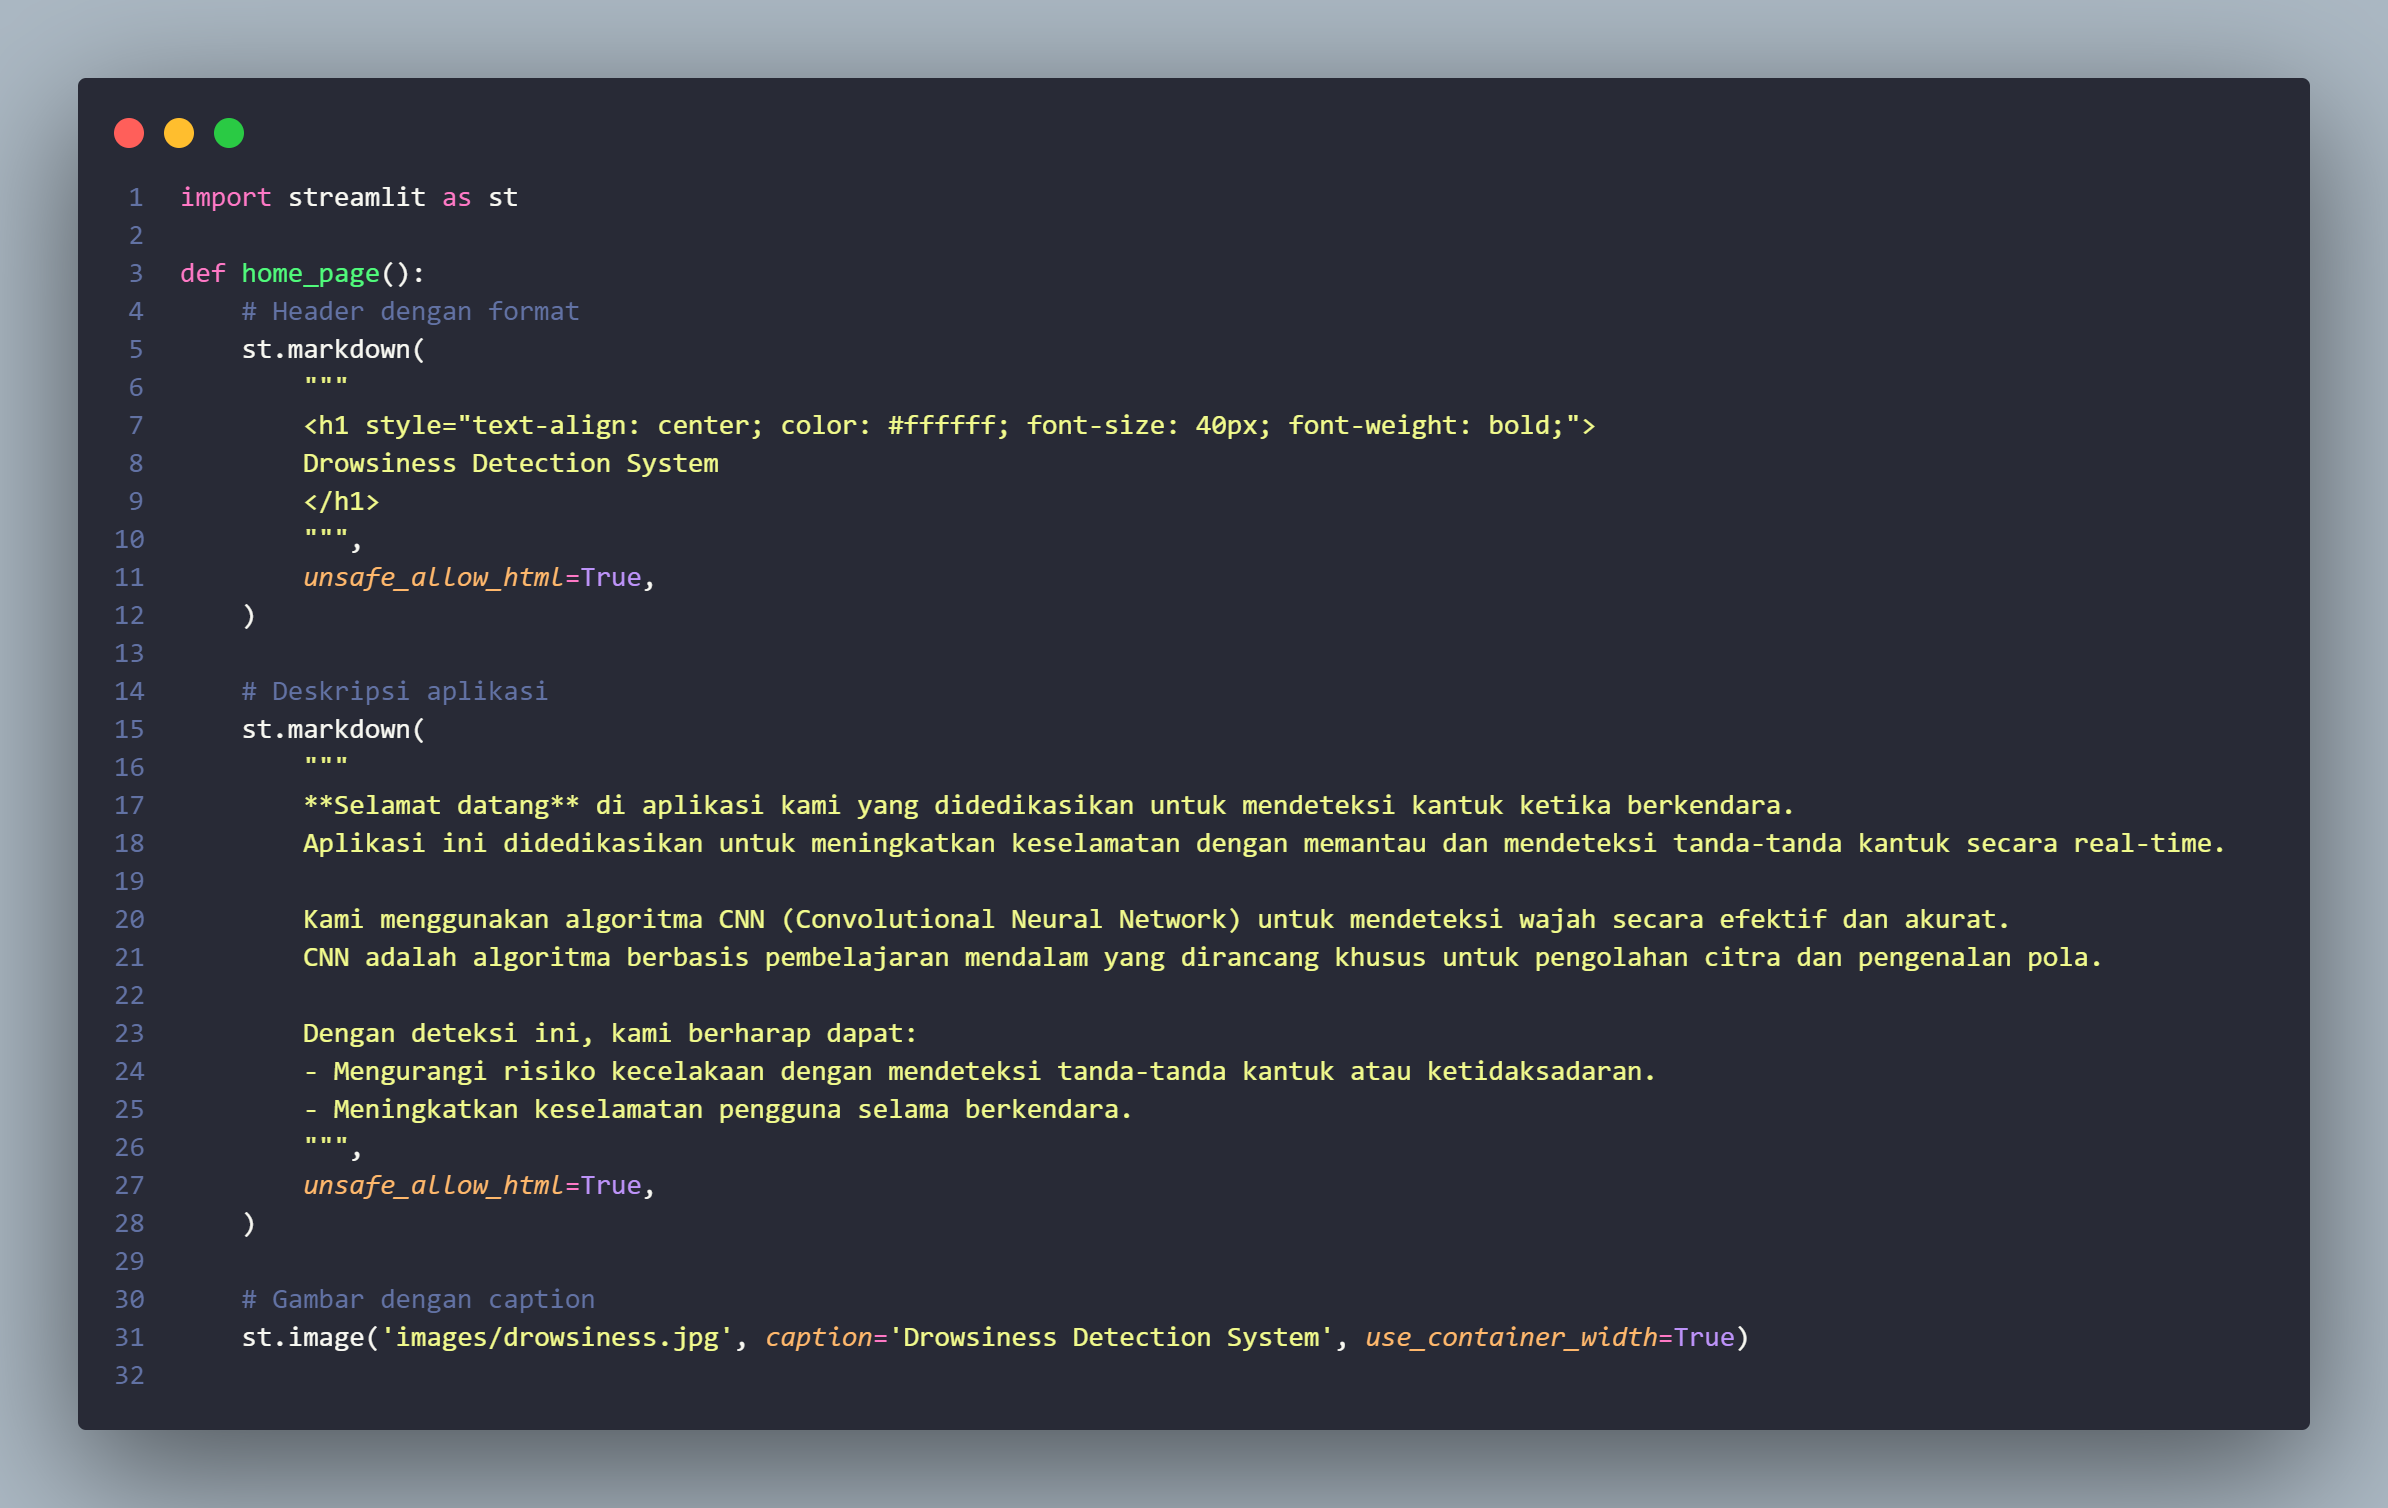 1 import streamlit as st
2
3 def home_page():
4     # Header dengan format
5     st.markdown(
6         """
7         <h1 style="text-align: center; color: #ffffff; font-size: 40px; font-weight: bold;">
8         Drowsiness Detection System
9         </h1>
10         """,
11         unsafe_allow_html=True,
12     )
13
14     # Deskripsi aplikasi
15     st.markdown(
16         """
17         **Selamat datang** di aplikasi kami yang didedikasikan untuk mendeteksi kantuk ketika berkendara.
18         Aplikasi ini didedikasikan untuk meningkatkan keselamatan dengan memantau dan mendeteksi tanda-tanda kantuk secara real-time.
19
20         Kami menggunakan algoritma CNN (Convolutional Neural Network) untuk mendeteksi wajah secara efektif dan akurat.
21         CNN adalah algoritma berbasis pembelajaran mendalam yang dirancang khusus untuk pengolahan citra dan pengenalan pola.
22
23         Dengan deteksi ini, kami berharap dapat:
24         - Mengurangi risiko kecelakaan dengan mendeteksi tanda-tanda kantuk atau ketidaksadaran.
25         - Meningkatkan keselamatan pengguna selama berkendara.
26         """,
27         unsafe_allow_html=True,
28     )
29
30     # Gambar dengan caption
31     st.image('images/drowsiness.jpg', caption='Drowsiness Detection System', use_container_width=True)
32